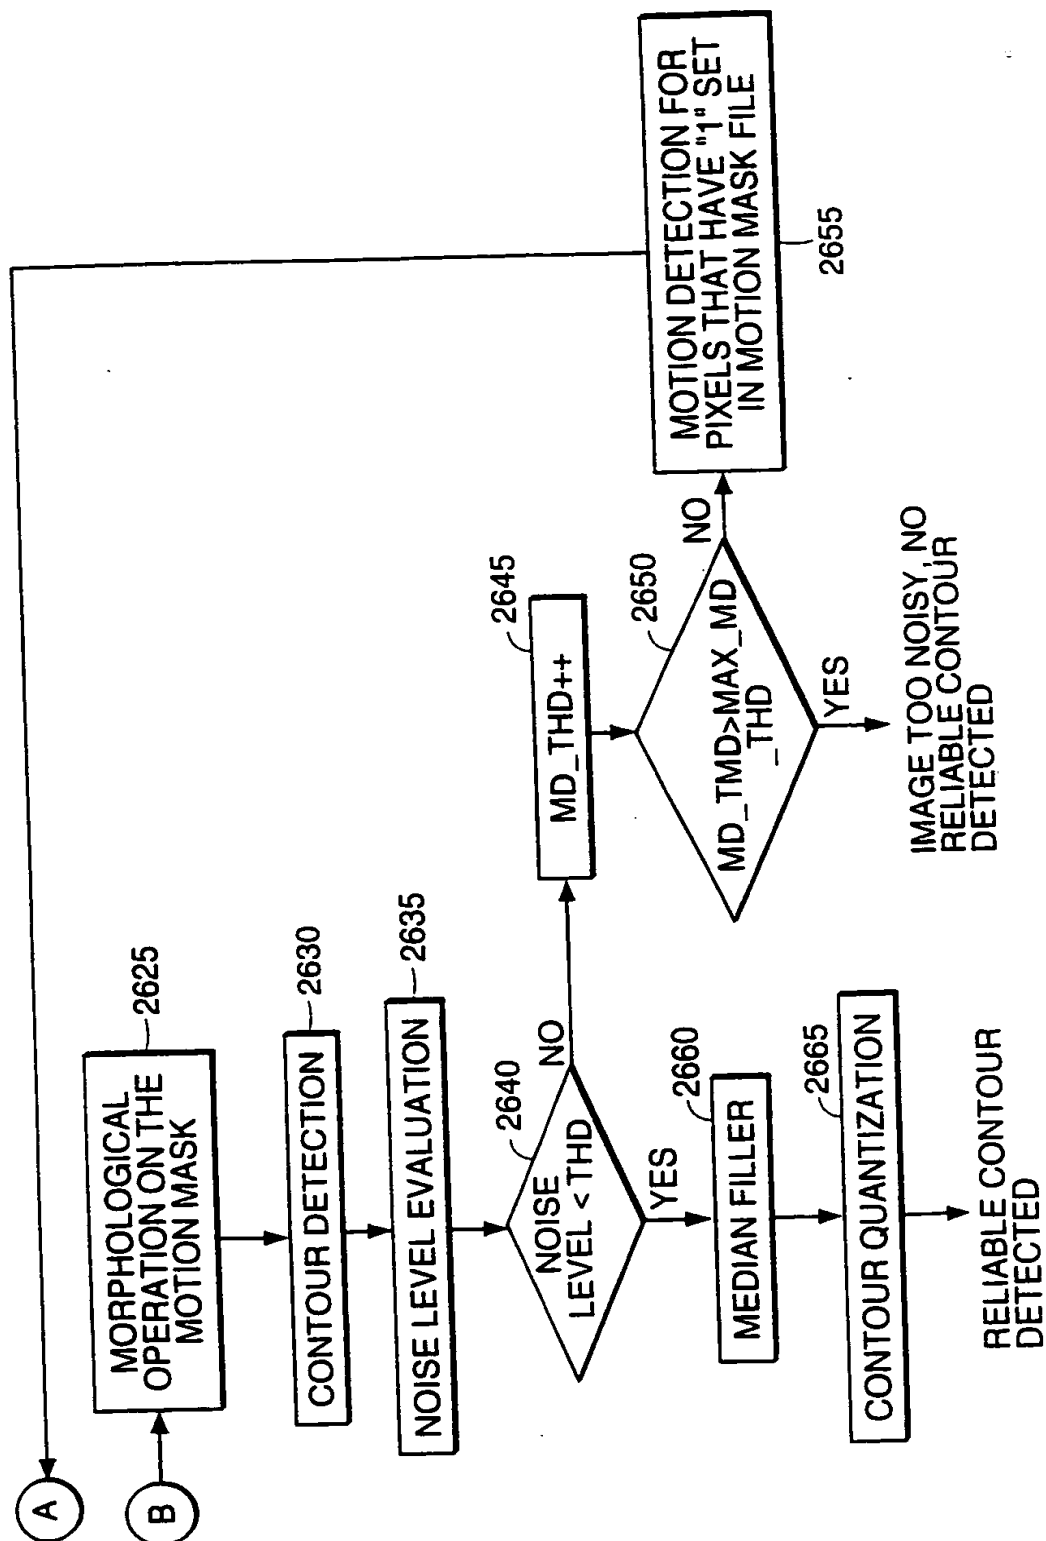 A
B
MORPHOLOGICAL
OPERATION ON THE
MOTION MASK
2625
CONTOUR DETECTION
2630
NOISE LEVEL EVALUATION
2635
NOISE
LEVEL < THD
2640
NO
YES
MD_THD++
2645
MD_TMD>MAX_MD
_THD
2650
NO
YES
MOTION DETECTION FOR
PIXELS THAT HAVE "1" SET
IN MOTION MASK FILE
2655
IMAGE TOO NOISY, NO
RELIABLE CONTOUR
DETECTED
MEDIAN FILLER
2660
CONTOUR QUANTIZATION
2665
RELIABLE CONTOUR
DETECTED